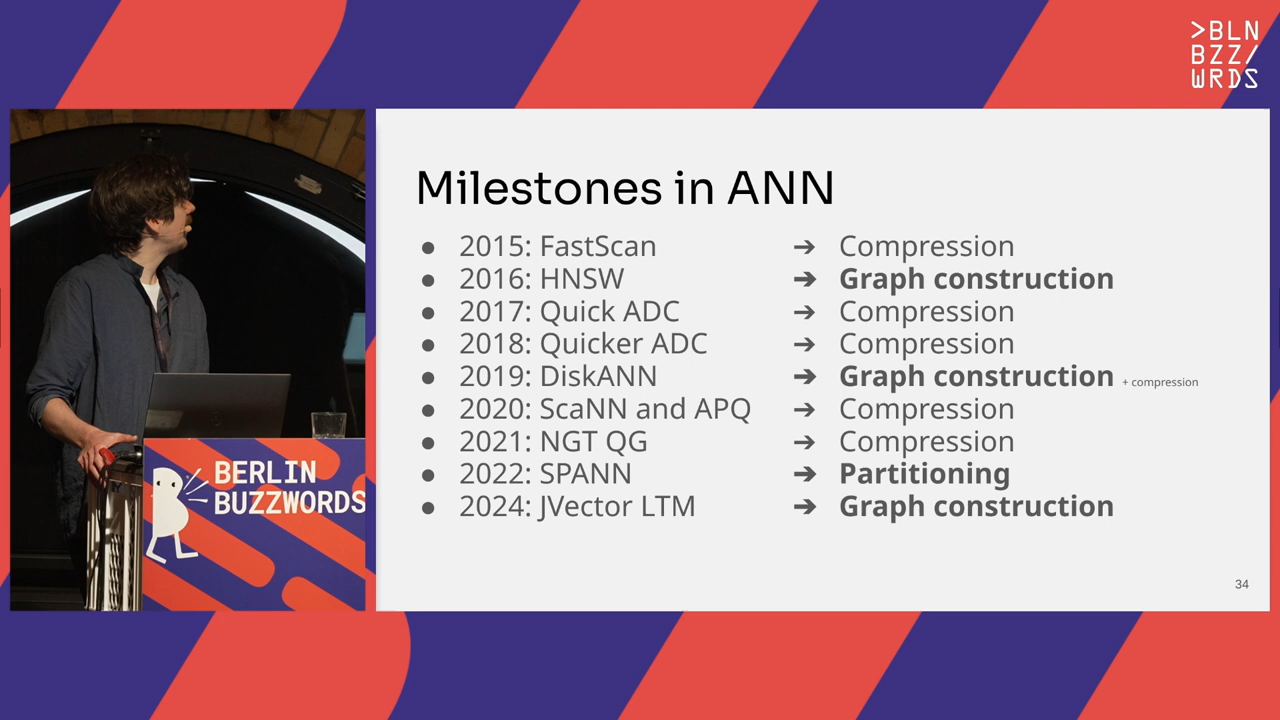 >BLN
BZZ/
WRDS
Milestones in ANN
● 2015: FastScan ➔ Compression
● 2016: HNSW ➔ Graph construction
● 2017: Quick ADC ➔ Compression
● 2018: Quicker ADC ➔ Compression
● 2019: DiskANN ➔ Graph construction + compression
● 2020: ScaNN and APQ ➔ Compression
● 2021: NGT QG ➔ Compression
● 2022: SPANN ➔ Partitioning
● 2024: JVector LTM ➔ Graph construction
34
BERLIN
BUZZWORDS